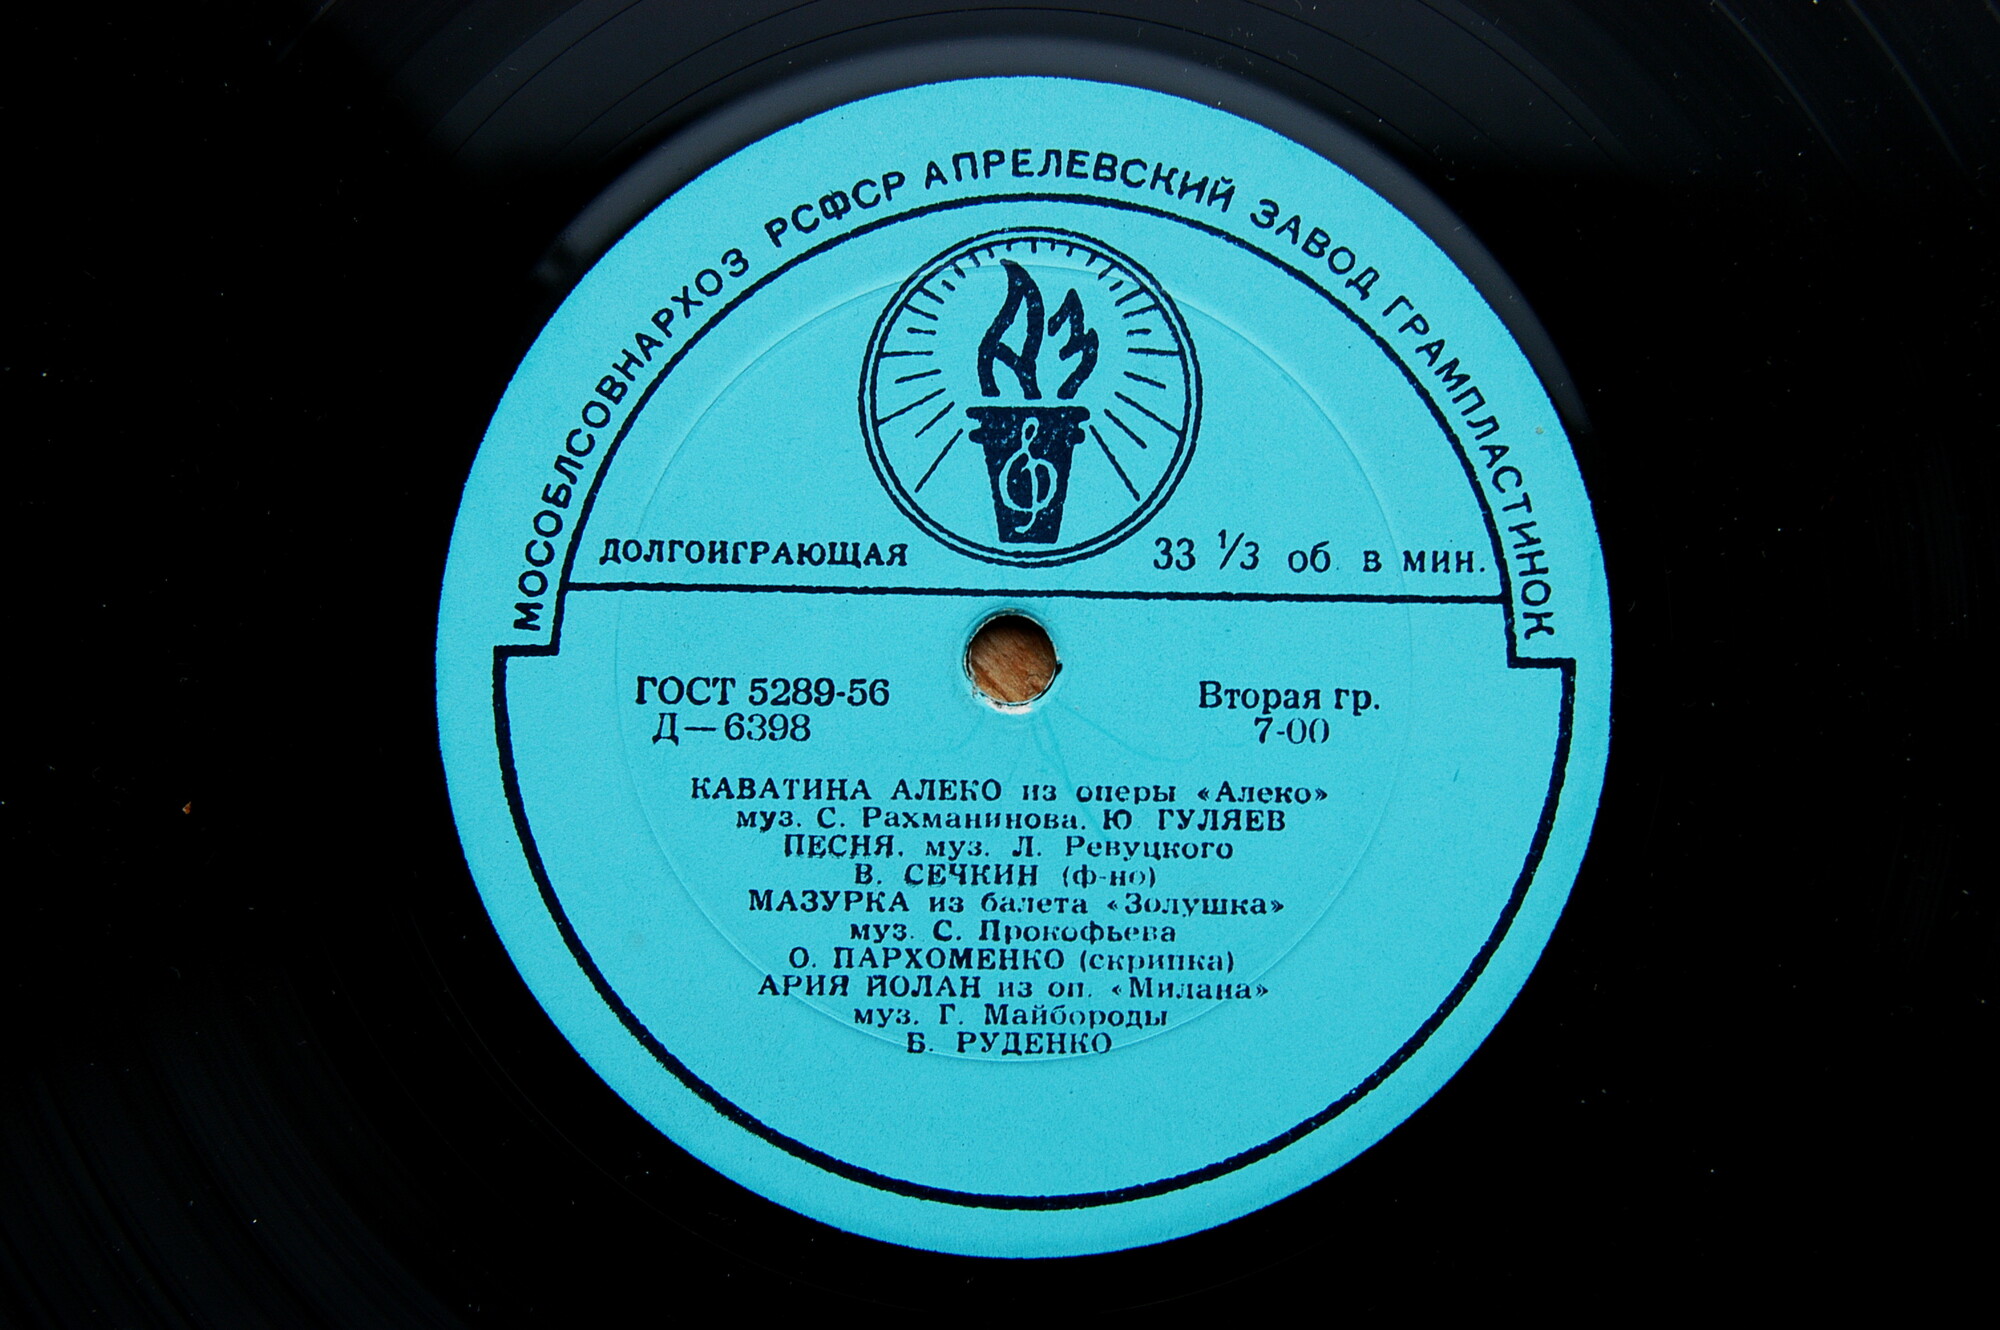 МОСОБЛСОВНАРХОЗ РСФСР АПРЕЛЕВСКИЙ ЗАВОД ГРАМПЛАСТИНОК
АЗ
ДОЛГОИГРАЮЩАЯ 33 1/3 об. в мин.
ГОСТ 5289-56 Вторая гр.
Д—6398 7-00
КАВАТИНА АЛЕКО из оперы «Алеко»
муз. С. Рахманинова. Ю ГУЛЯЕВ
ПЕСНЯ, муз. Л. Ревуцкого
В. СЕЧКИН (ф-но)
МАЗУРКА из балета «Золушка»
муз. С. Прокофьева
О. ПАРХОМЕНКО (скрипка)
АРИЯ ЙОЛАН из оп. «Милана»
муз. Г. Майбороды
Б. РУДЕНКО